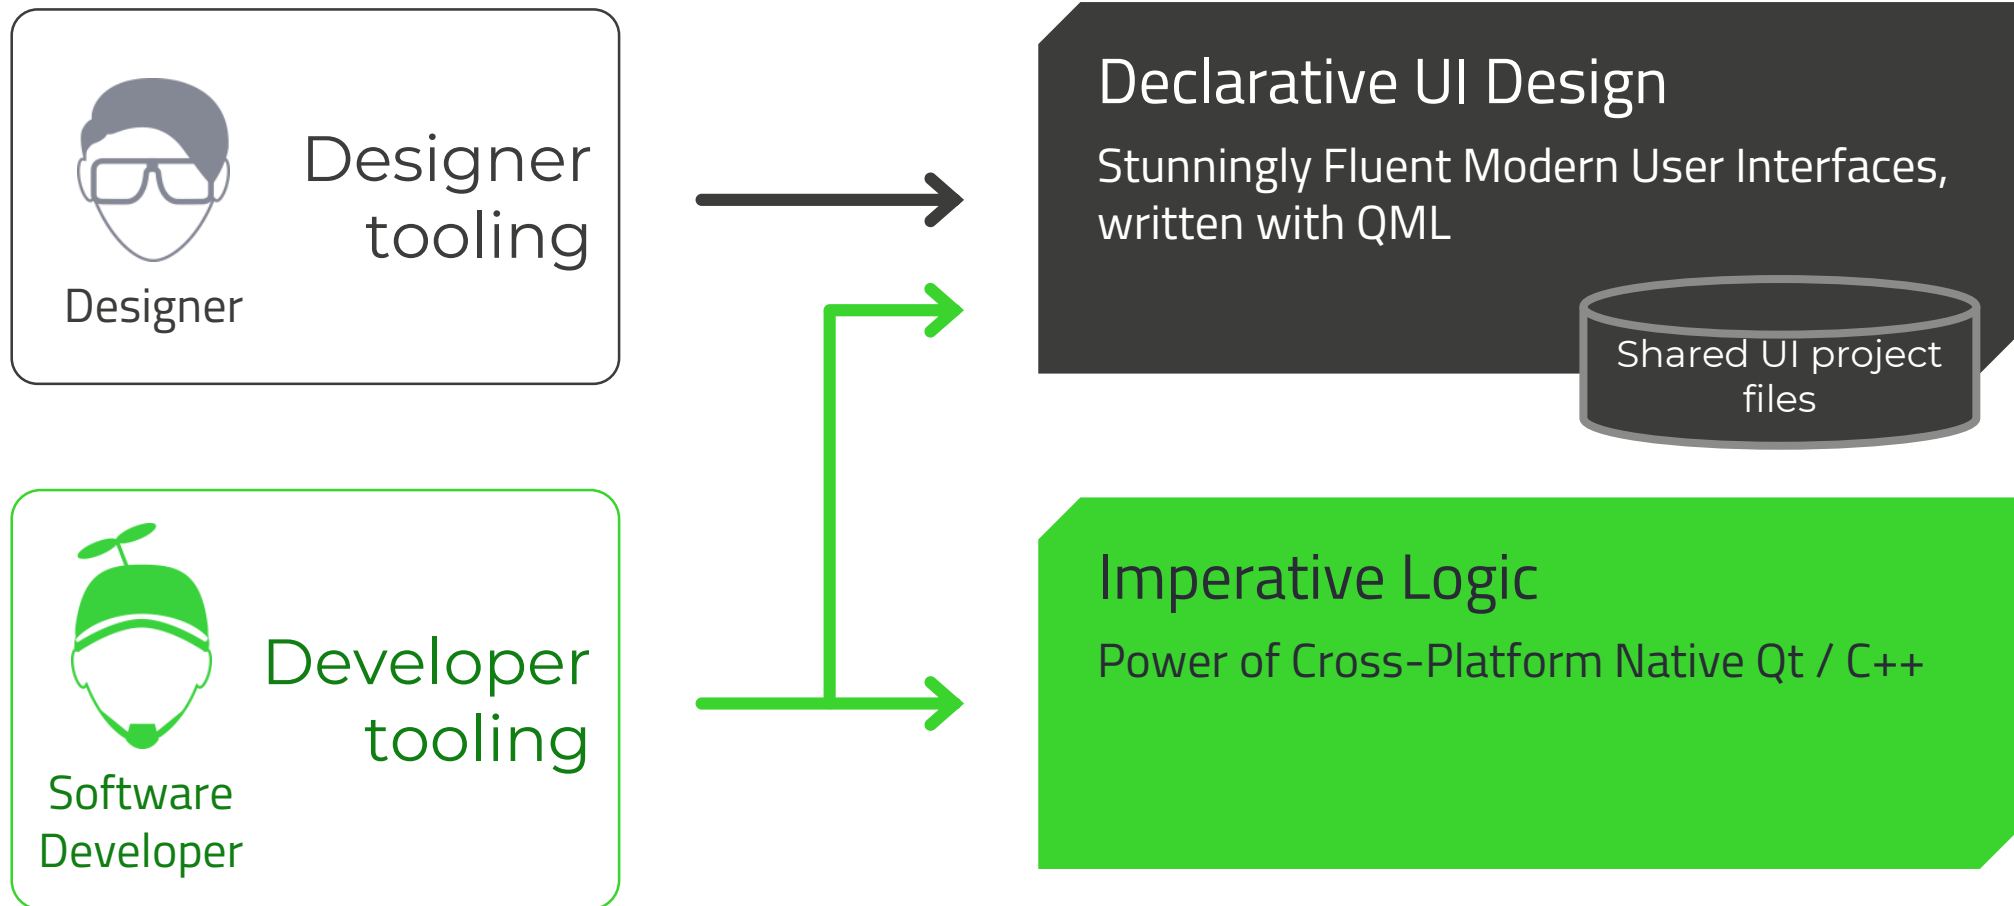 Designer
tooling
Designer
Declarative UI Design
Stunningly Fluent Modern User Interfaces,
written with QML
Shared UI project
files
Developer
tooling
Software
Developer
Imperative Logic
Power of Cross-Platform Native Qt / C++